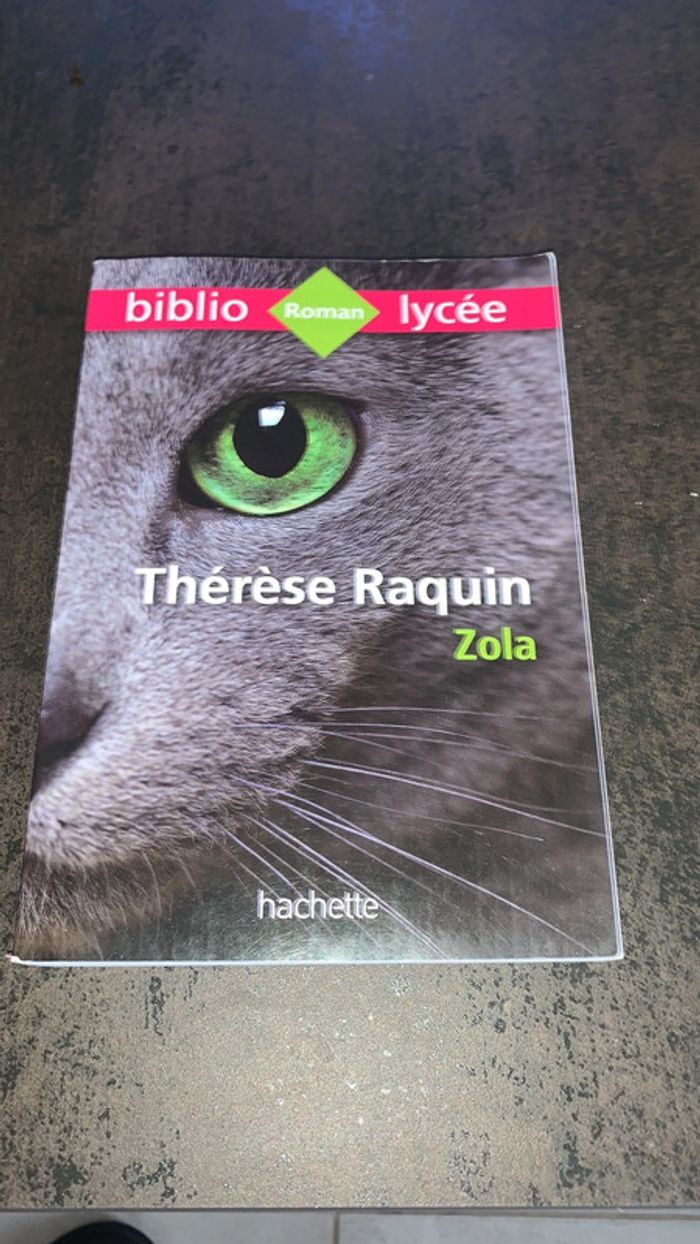 biblio Roman lycée
Thérèse Raquin
Zola
hachette